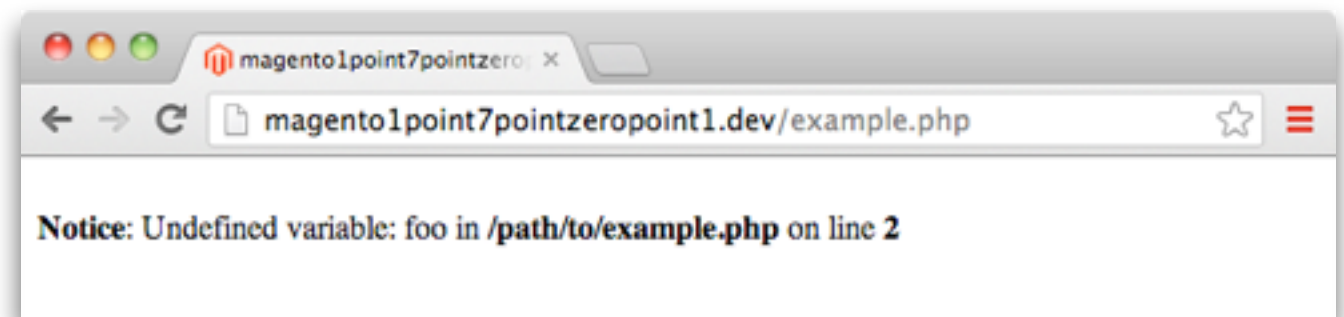 magento1point7pointzero
magento1point7pointzeropoint1.dev/example.php
Notice: Undefined variable: foo in /path/to/example.php on line 2